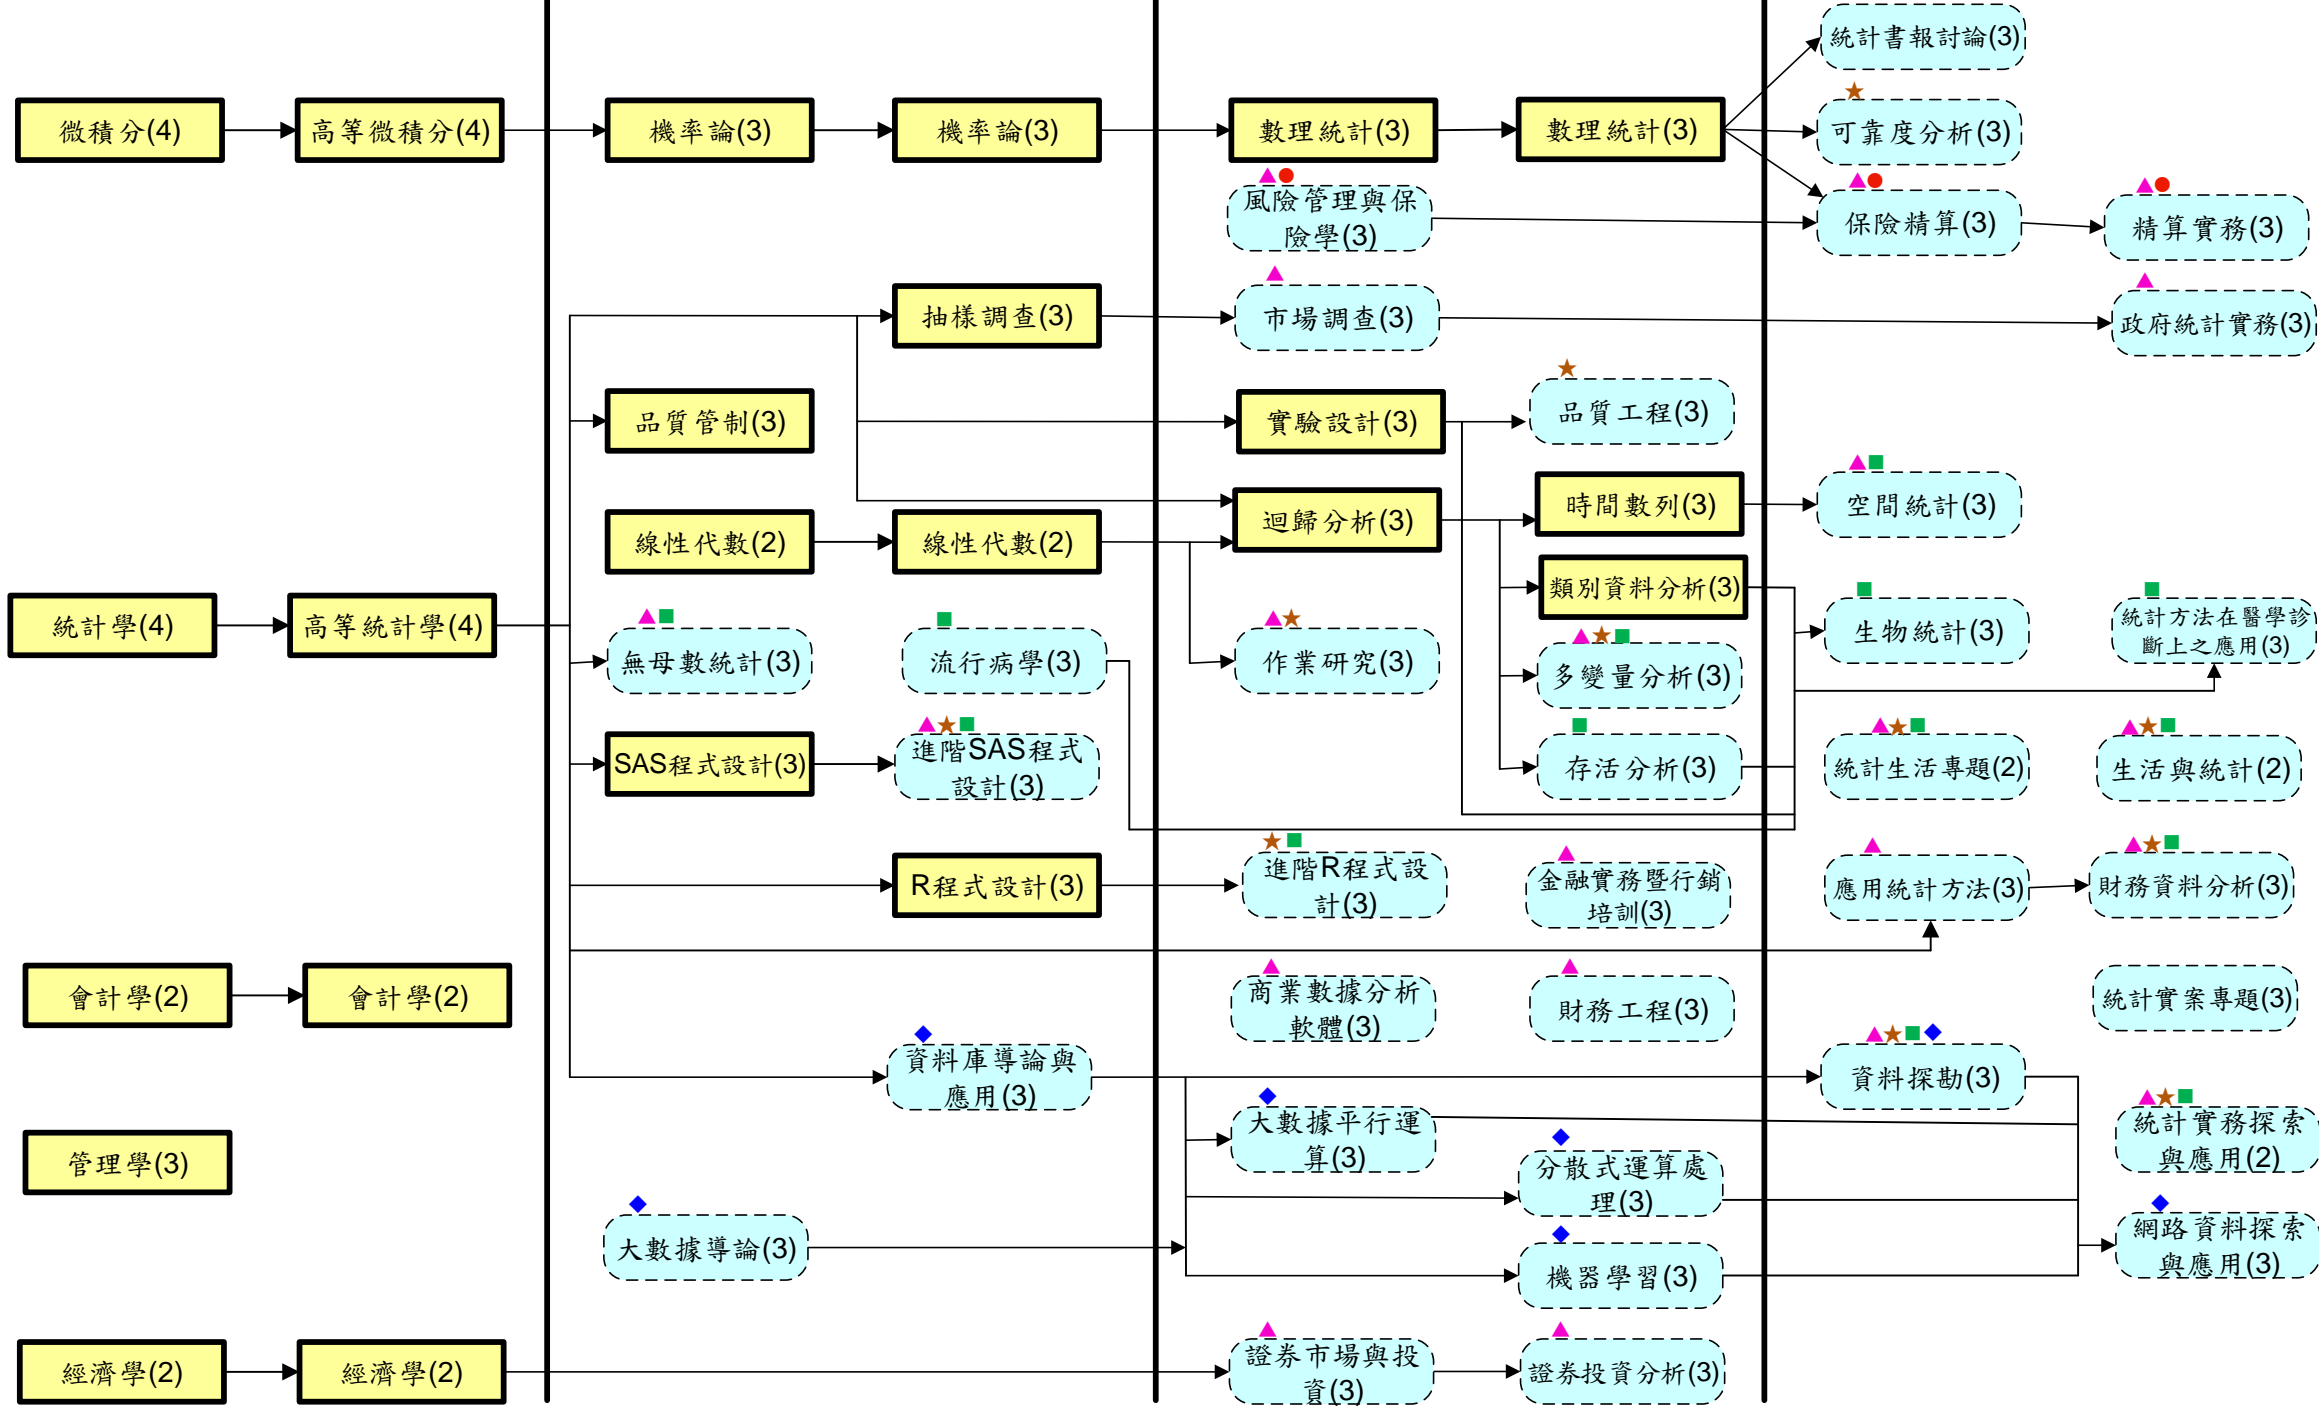 統計書報討論(3)
微積分(4)
高等微積分(4)
機率論(3)
機率論(3)
數理統計(3)
數理統計(3)
可靠度分析(3)
風險管理與保
險學(3)
保險精算(3)
精算實務(3)
抽樣調查(3)
市場調查(3)
政府統計實務(3)
品質管制(3)
實驗設計(3)
品質工程(3)
線性代數(2)
線性代數(2)
迴歸分析(3)
時間數列(3)
空間統計(3)
類別資料分析(3)
統計學(4)
高等統計學(4)
無母數統計(3)
流行病學(3)
作業研究(3)
多變量分析(3)
生物統計(3)
統計方法在醫學診
斷上之應用(3)
SAS程式設計(3)
進階SAS程式
設計(3)
存活分析(3)
統計生活專題(2)
生活與統計(2)
R程式設計(3)
進階R程式設
計(3)
金融實務暨行銷
培訓(3)
應用統計方法(3)
財務資料分析(3)
會計學(2)
會計學(2)
商業數據分析
軟體(3)
財務工程(3)
統計實案專題(3)
資料庫導論與
應用(3)
資料探勘(3)
管理學(3)
大數據平行運
算(3)
分散式運算處
理(3)
統計實務探索
與應用(2)
大數據導論(3)
機器學習(3)
網路資料探索
與應用(3)
經濟學(2)
經濟學(2)
證券市場與投
資(3)
證券投資分析(3)